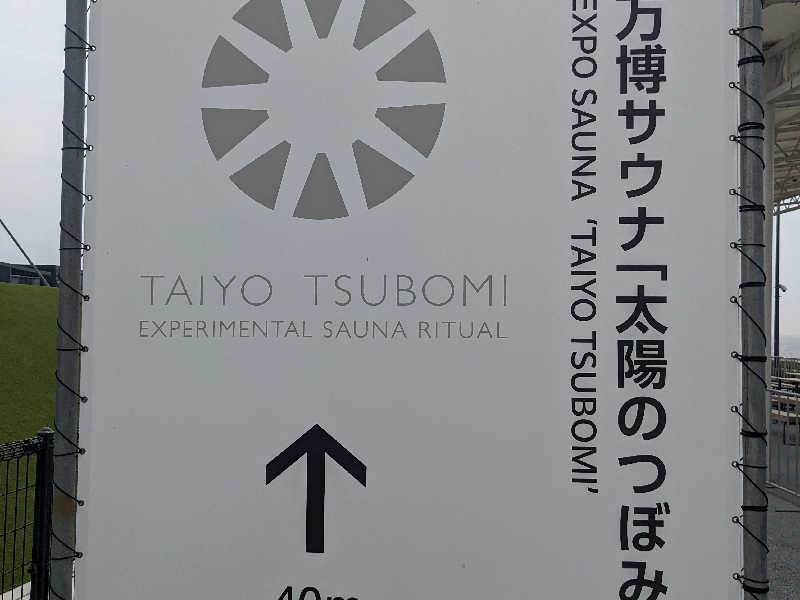 万博サウナ「太陽のつぼみ
EXPO SAUNA ‘TAIYO TSUBOMI’
TAIYO TSUBOMI
EXPERIMENTAL SAUNA RITUAL
40m